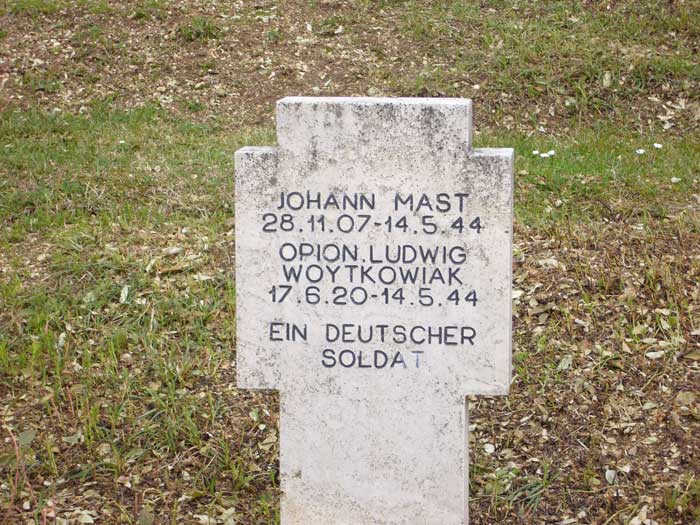 JOHANN MAST
28.11.07-14.5.44
OPION.LUDWIG
WOYTKOWIAK
17.6.20-14.5.44
EIN DEUTSCHER
SOLDAT